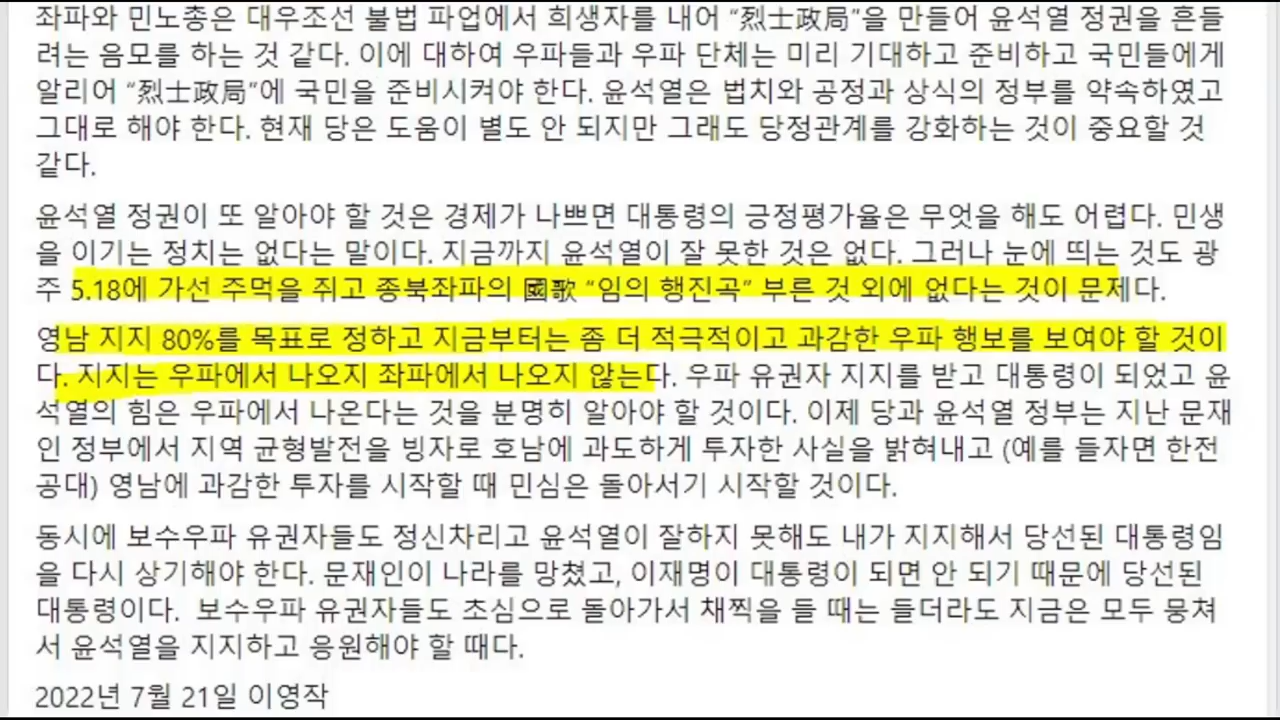 좌파와 민노총은 대우조선 불법 파업에서 희생자를 내어 “烈士政局”을 만들어 윤석열 정권을 흔들
려는 음모를 하는 것 같다. 이에 대하여 우파들과 우파 단체는 미리 기대하고 준비하고 국민들에게
알리어 “烈士政局”에 국민을 준비시켜야 한다. 윤석열은 법치와 공정과 상식의 정부를 약속하였고
그대로 해야 한다. 현재 당은 도움이 별도 안 되지만 그래도 당정관계를 강화하는 것이 중요할 것
같다.
윤석열 정권이 또 알아야 할 것은 경제가 나쁘면 대통령의 긍정평가율은 무엇을 해도 어렵다. 민생
을 이기는 정치는 없다는 말이다. 지금까지 윤석열이 잘 못한 것은 없다. 그러나 눈에 띄는 것도 광
주 5.18에 가선 주먹을 쥐고 종북좌파의 國歌 “임의 행진곡” 부른 것 외에 없다는 것이 문제다.
영남 지지 80%를 목표로 정하고 지금부터는 좀 더 적극적이고 과감한 우파 행보를 보여야 할 것이
다. 지지는 우파에서 나오지 좌파에서 나오지 않는다. 우파 유권자 지지를 받고 대통령이 되었고 윤
석열의 힘은 우파에서 나온다는 것을 분명히 알아야 할 것이다. 이제 당과 윤석열 정부는 지난 문재
인 정부에서 지역 균형발전을 빙자로 호남에 과도하게 투자한 사실을 밝혀내고 (예를 들자면 한전
공대) 영남에 과감한 투자를 시작할 때 민심은 돌아서기 시작할 것이다.
동시에 보수우파 유권자들도 정신차리고 윤석열이 잘하지 못해도 내가 지지해서 당선된 대통령임
을 다시 상기해야 한다. 문재인이 나라를 망쳤고, 이재명이 대통령이 되면 안 되기 때문에 당선된
대통령이다. 보수우파 유권자들도 초심으로 돌아가서 채찍을 들 때는 들더라도 지금은 모두 뭉쳐
서 윤석열을 지지하고 응원해야 할 때다.
2022년 7월 21일 이영작